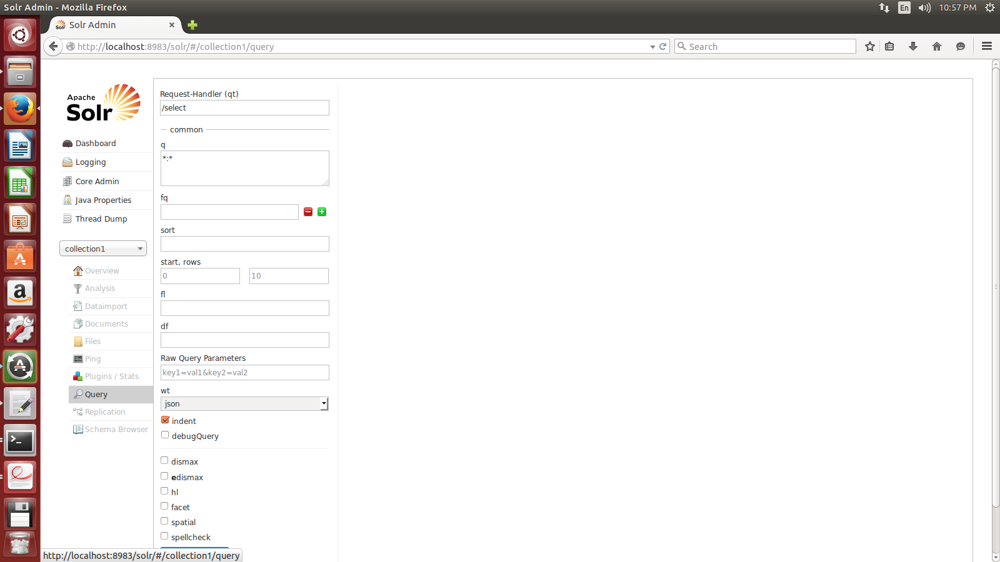 Solr Admin - Mozilla Firefox
En
10:57 PM
Solr Admin
http://localhost:8983/solr/#/collection1/query
Search
Apache
Solr
Dashboard
Logging
Core Admin
Java Properties
Thread Dump
collection1
Overview
Analysis
Dataimport
Documents
Files
Ping
Plugins / Stats
Query
Replication
Schema Browser
Request-Handler (qt)
/select
common
q
*:*
fq
sort
start, rows
0 10
fl
df
Raw Query Parameters
key1=val1&key2=val2
wt
json
indent
debugQuery
dismax
edismax
hl
facet
spatial
spellcheck
http://localhost:8983/solr/#/collection1/query